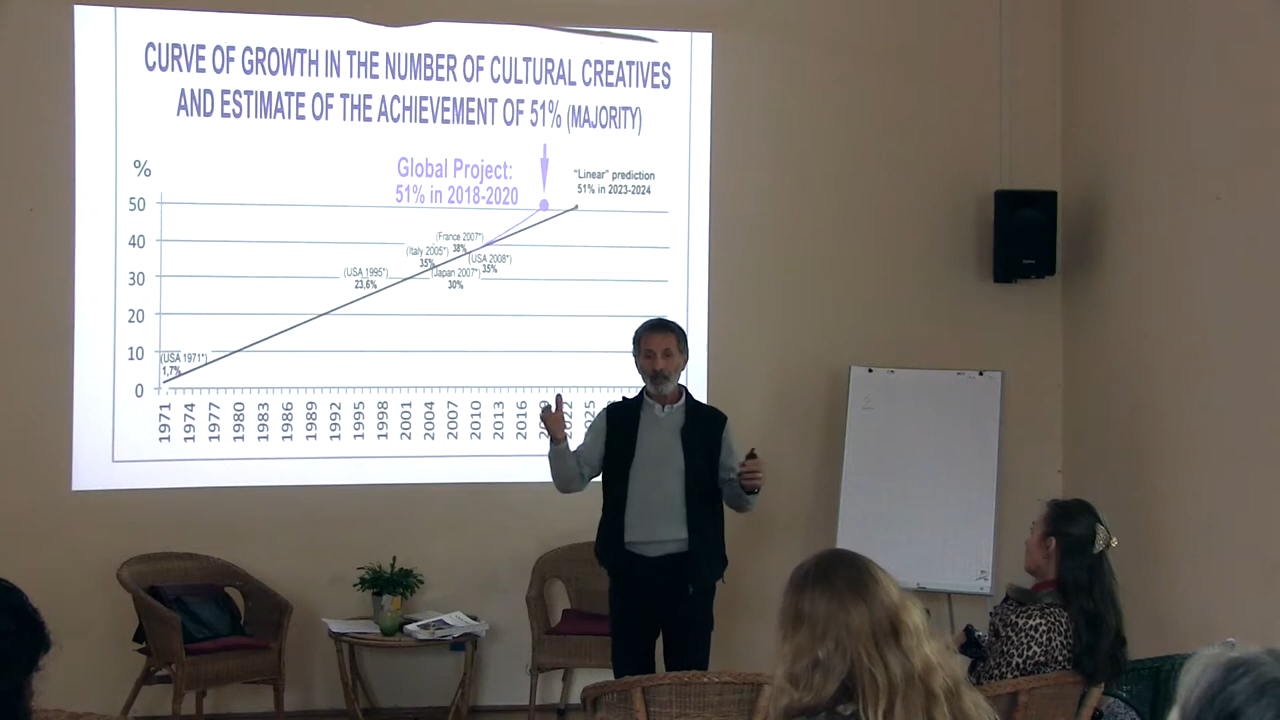 CURVE OF GROWTH IN THE NUMBER OF CULTURAL CREATIVES
AND ESTIMATE OF THE ACHIEVEMENT OF 51% (MAJORITY)
%
Global Project:
51% in 2018-2020
"Linear" prediction
51% in 2023-2024
50
40
30
20
10
0
(France 2007*)
38%
(Italy 2005*)
35%
(USA 2008*)
35%
(Japan 2007*)
30%
(USA 1995*)
23,6%
(USA 1971*)
1,7%
1971
1974
1977
1980
1983
1986
1989
1992
1995
1998
2001
2004
2007
2010
2013
2016
2022
2025